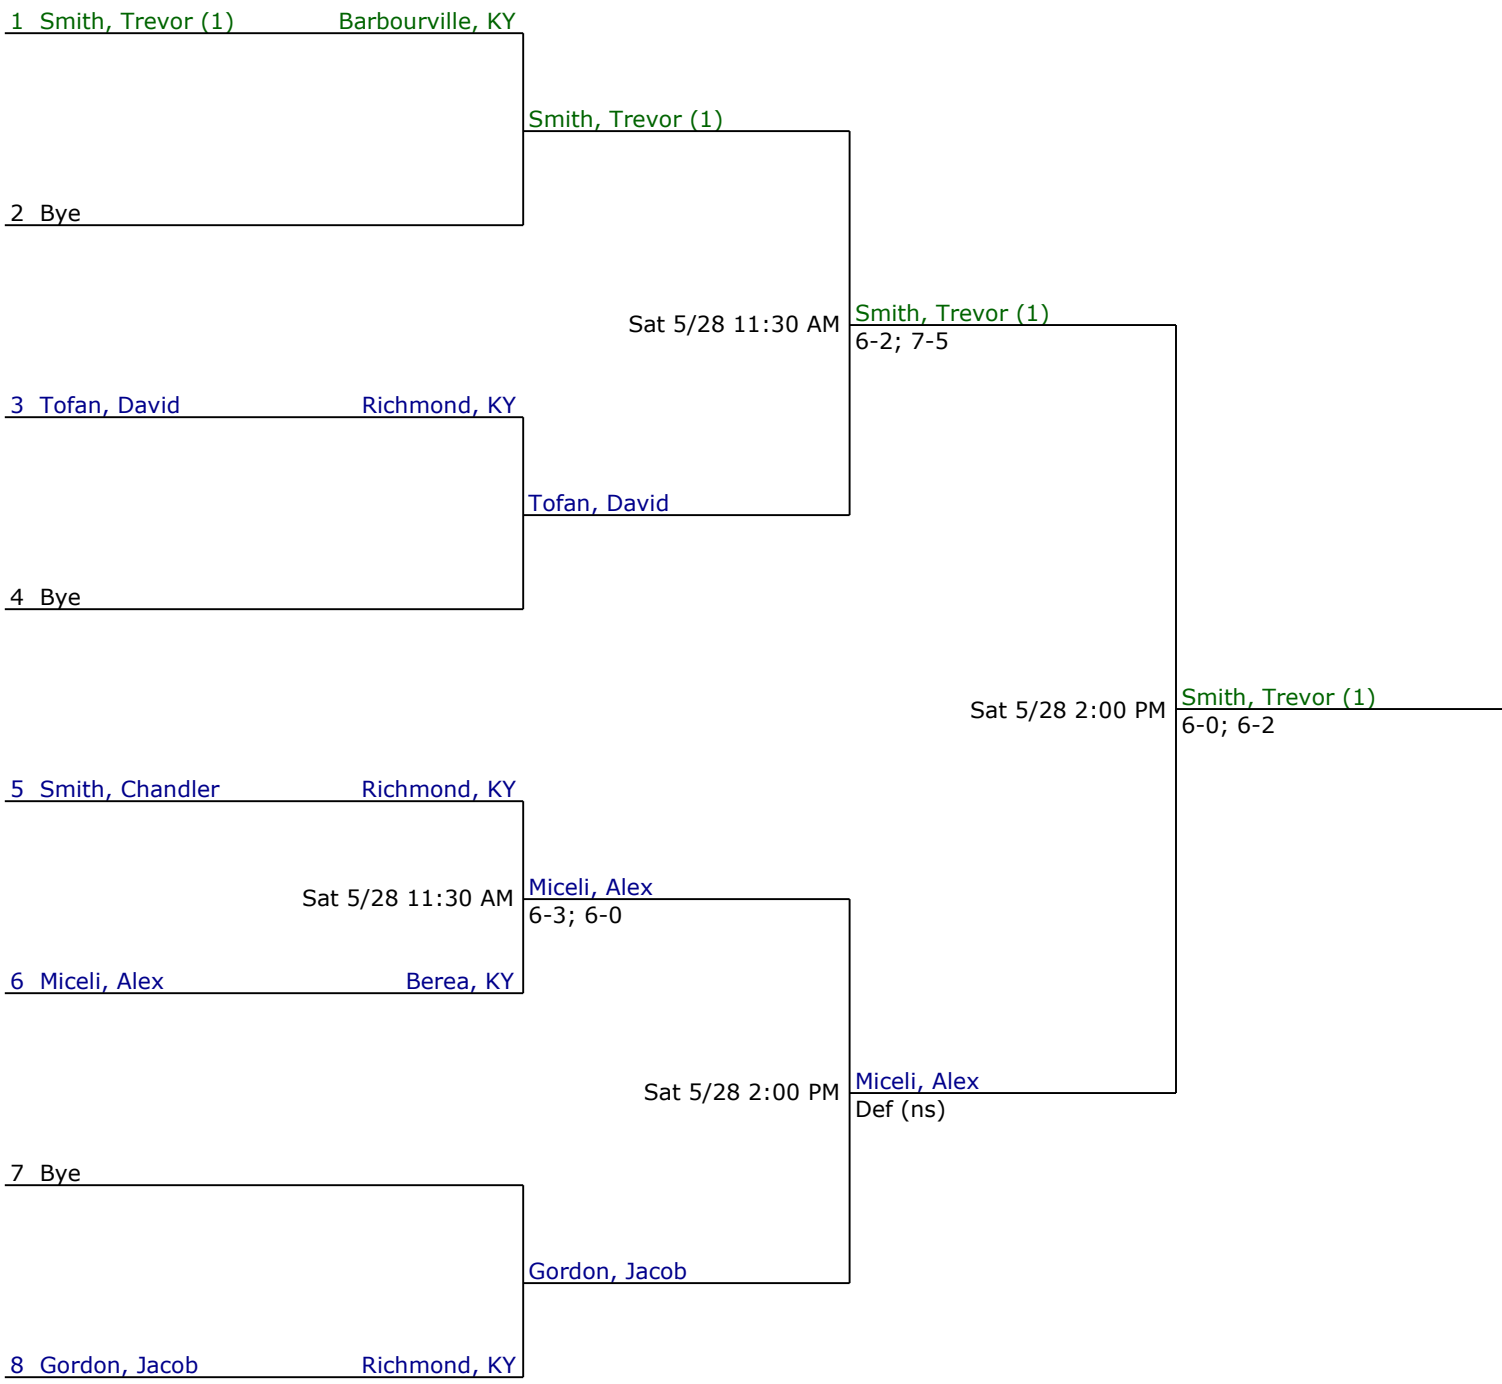 1 Smith, Trevor (1) Barbourville, KY
Smith, Trevor (1)
2 Bye
Sat 5/28 11:30 AM
Smith, Trevor (1)
6-2; 7-5
3 Tofan, David Richmond, KY
Tofan, David
4 Bye
Sat 5/28 2:00 PM
Smith, Trevor (1)
6-0; 6-2
5 Smith, Chandler Richmond, KY
Sat 5/28 11:30 AM
Miceli, Alex
6-3; 6-0
6 Miceli, Alex Berea, KY
Sat 5/28 2:00 PM
Miceli, Alex
Def (ns)
7 Bye
Gordon, Jacob
8 Gordon, Jacob Richmond, KY